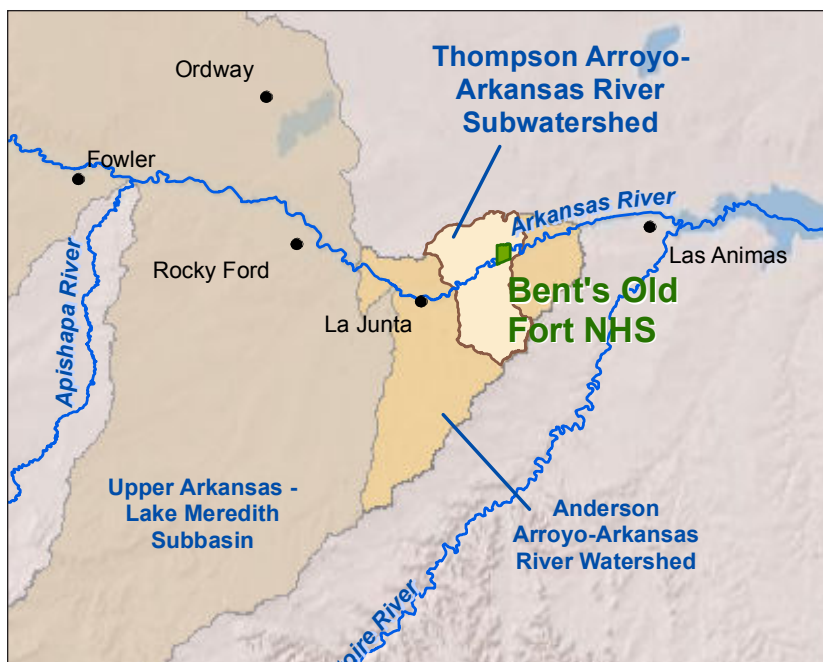 Thompson Arroyo-
Arkansas River
Subwatershed
Ordway
Fowler
Arkansas River
Las Animas
Rocky Ford
Apishapa River
Bent's Old
Fort NHS
La Junta
Upper Arkansas -
Lake Meredith
Subbasin
Anderson
Arroyo-Arkansas
River Watershed
River